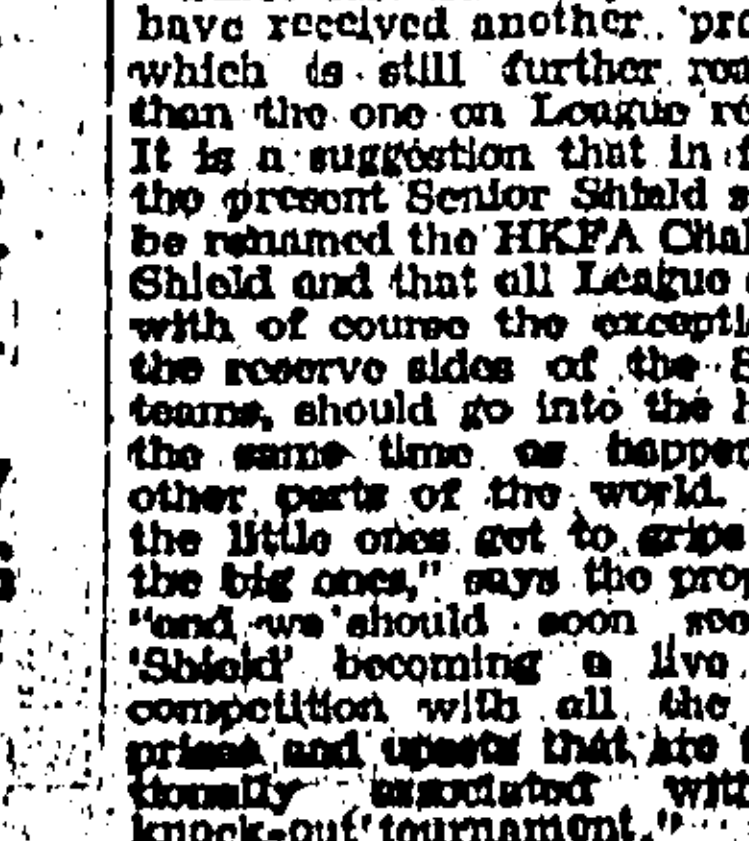 have received another pro
which is still further rea
than the one on League re
It is a suggestion that in f
the present Senior Shield s
be renamed the HKFA Chal
Shield and that all League
with of course the excepti
the reserve sides of the S
teams, should go into the h
the same time as happen
other parts of the world.
the little ones get to grips
the big ones," says the prop
"and we should soon see
'Shield' becoming a live
competition with all the
prises and upsets that are
tionally associated with
knock-out tournament."